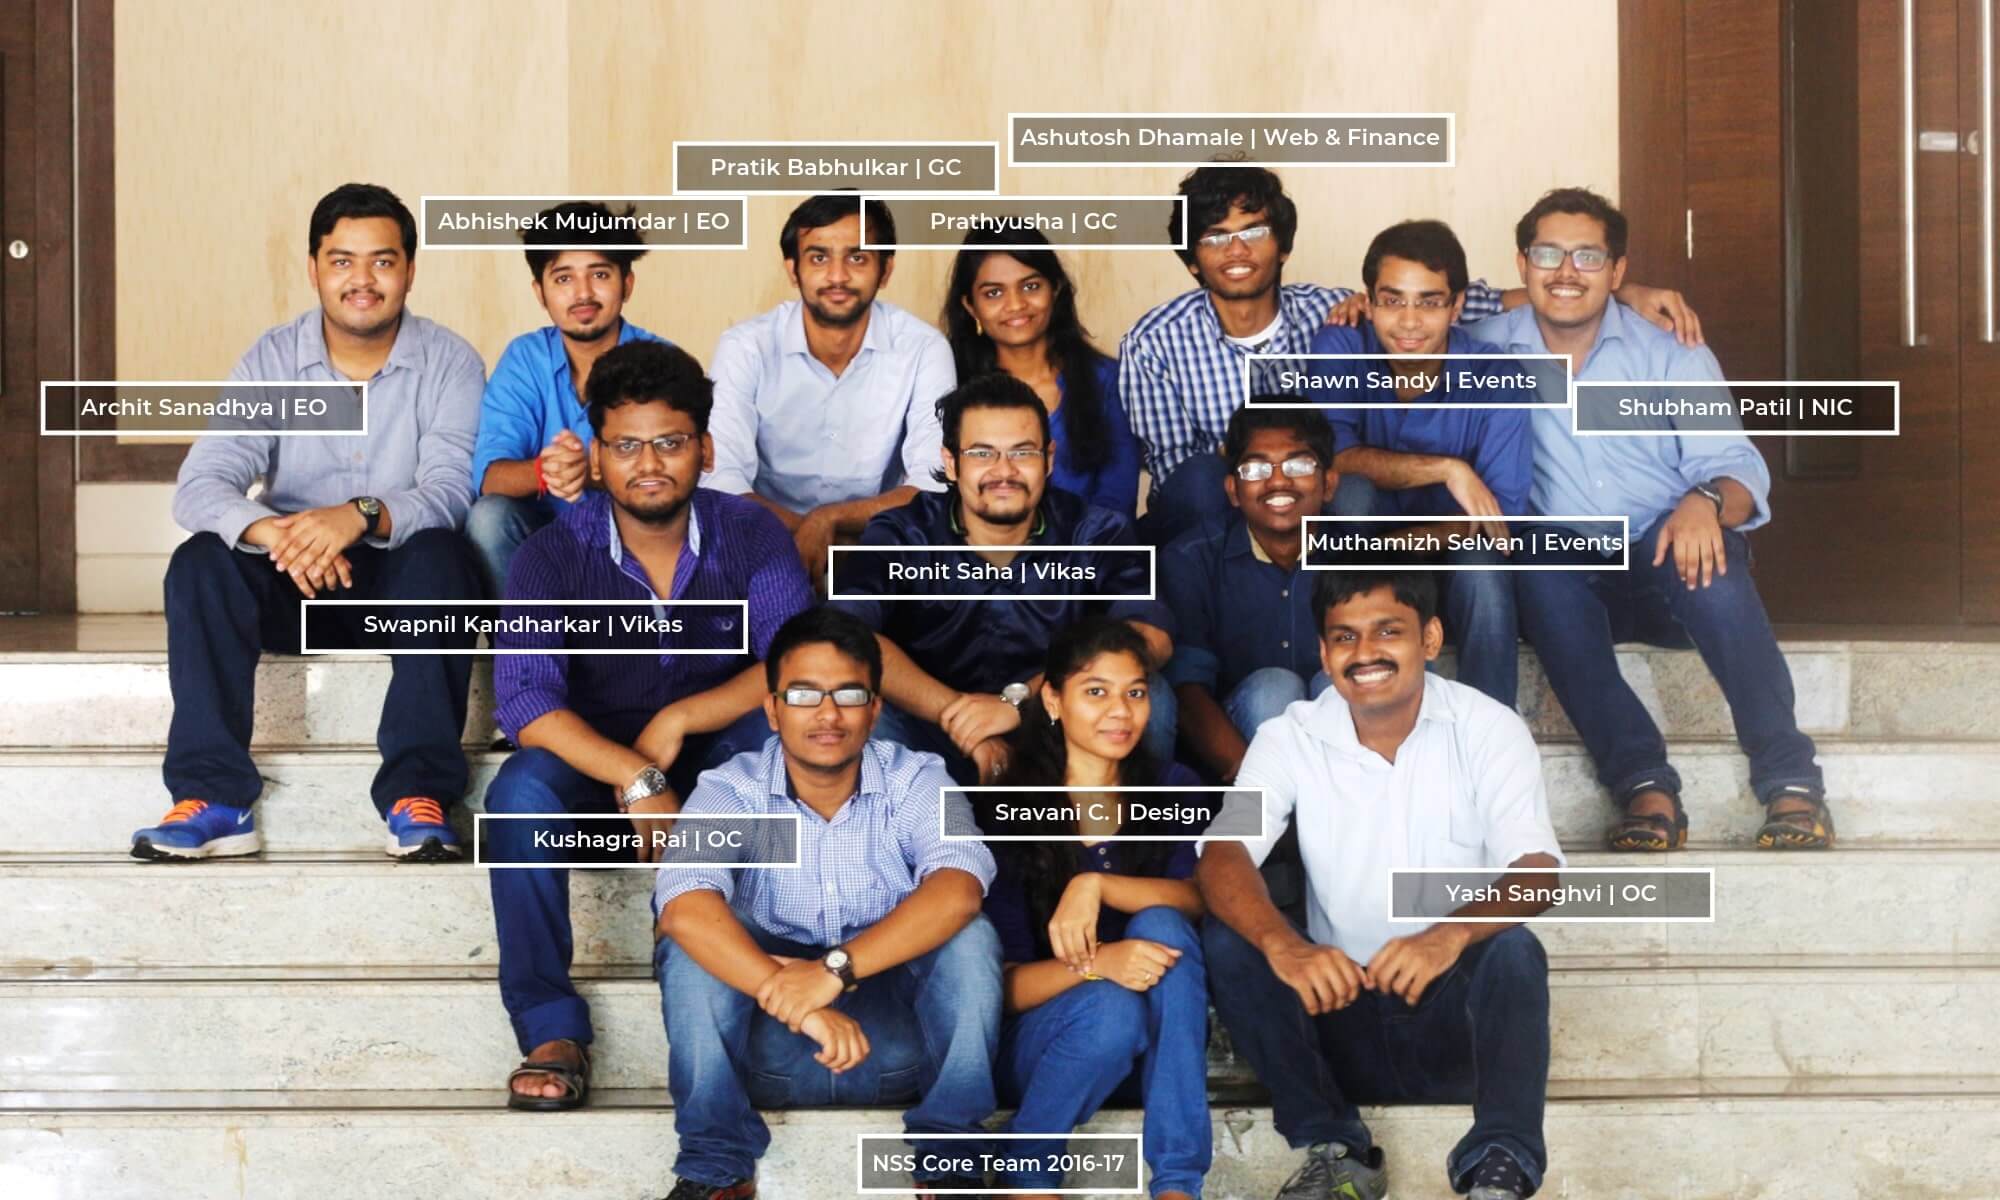 Ashutosh Dhamale | Web & Finance
Pratik Babhulkar | GC
Abhishek Mujumdar | EO
Prathyusha | GC
Shawn Sandy | Events
Archit Sanadhya | EO
Shubham Patil | NIC
Muthamizh Selvan | Events
Ronit Saha | Vikas
Swapnil Kandharkar | Vikas
Sravani C. | Design
Kushagra Rai | OC
Yash Sanghvi | OC
NSS Core Team 2016-17